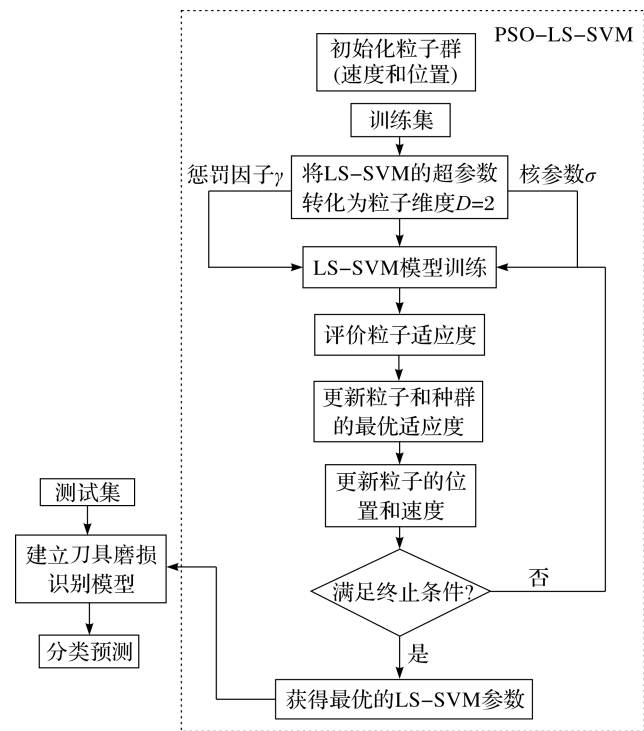 PSO-LS-SVM
初始化粒子群
(速度和位置)
训练集
惩罚因子γ
将LS-SVM的超参数
转化为粒子维度D=2
核参数σ
LS-SVM模型训练
评价粒子适应度
更新粒子和种群
的最优适应度
更新粒子的位
置和速度
测试集
建立刀具磨损
识别模型
分类预测
满足终止条件?
否
是
获得最优的LS-SVM参数